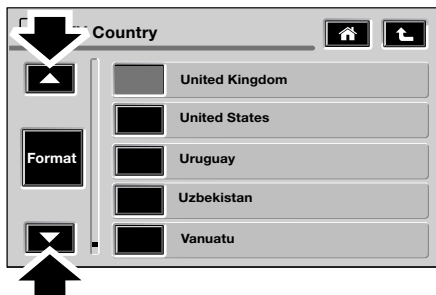 Country
United Kingdom
United States
Format
Uruguay
Uzbekistan
Vanuatu